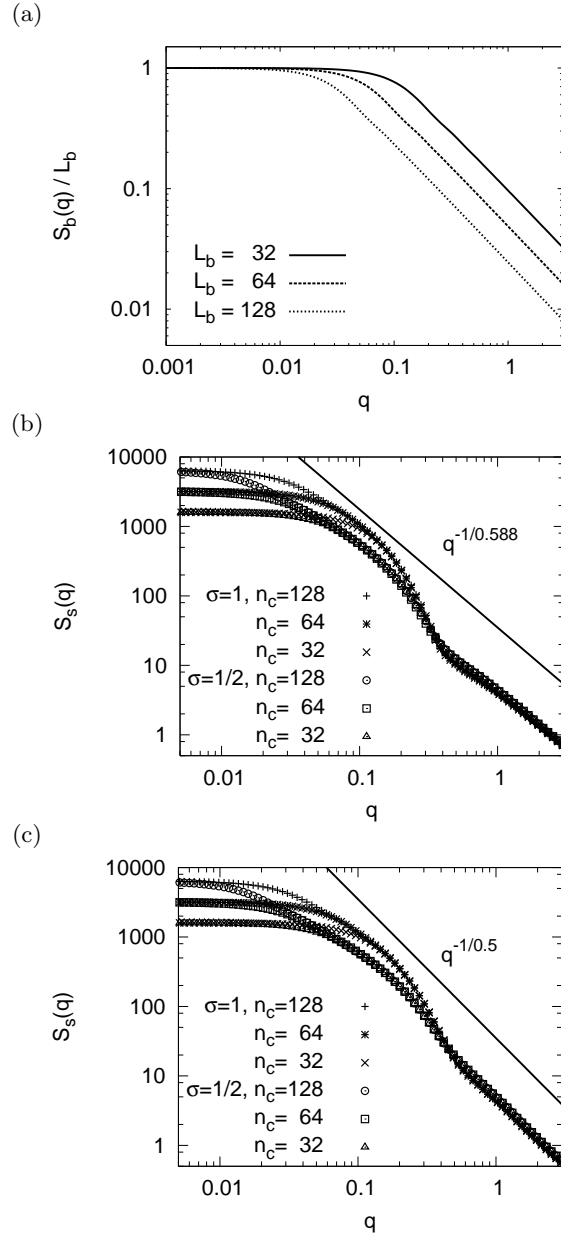 (a)
1
0.1
0.01
S_b(q) / L_b
L_b = 32
L_b = 64
L_b = 128
0.001 0.01 0.1 1
q
(b)
10000
1000
100
10
1
S_s(q)
q^{-1/0.588}
σ=1, n_c=128
n_c= 64
n_c= 32
σ=1/2, n_c=128
n_c= 64
n_c= 32
0.01 0.1 1
q
(c)
10000
1000
100
10
1
S_s(q)
q^{-1/0.5}
σ=1, n_c=128
n_c= 64
n_c= 32
σ=1/2, n_c=128
n_c= 64
n_c= 32
0.01 0.1 1
q